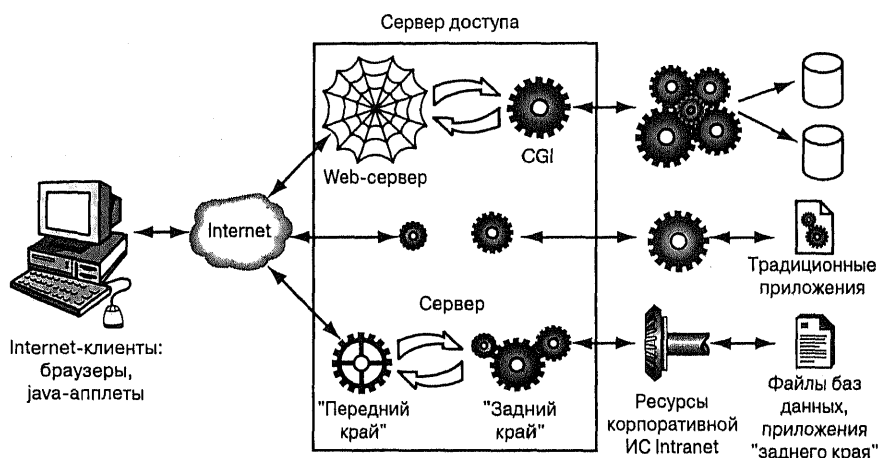 Сервер доступа
Web-сервер
CGI
Internet
Традиционные
приложения
Сервер
Internet-клиенты:
браузеры,
java-апплеты
"Передний
край"
"Задний
край"
Ресурсы
корпоративной
ИС Intranet
Файлы баз
данных,
приложения
"заднего края"